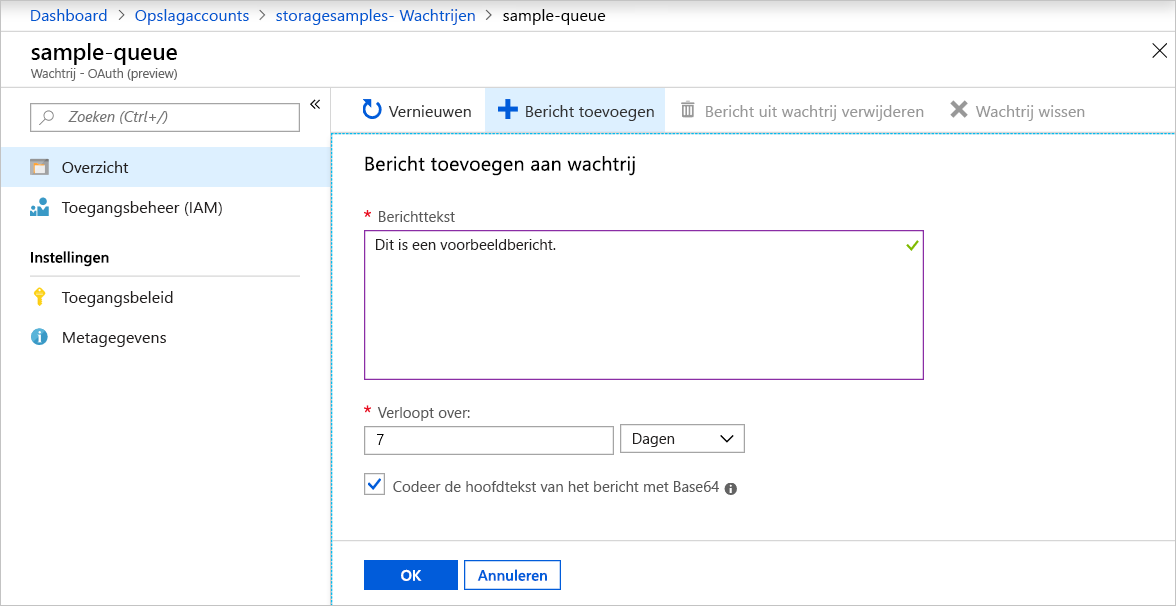 Dashboard > Opslagaccounts > storagesamples- Wachtrijen > sample-queue
sample-queue
Wachtrij - OAuth (preview)
Zoeken (Ctrl+/)
«
Overzicht
Toegangsbeheer (IAM)
Instellingen
Toegangsbeleid
Metagegevens
Vernieuwen
Bericht toevoegen
Bericht uit wachtrij verwijderen
Wachtrij wissen
Bericht toevoegen aan wachtrij
* Berichttekst
Dit is een voorbeeldbericht.
* Verloopt over:
7
Dagen
Codeer de hoofdtekst van het bericht met Base64
OK
Annuleren